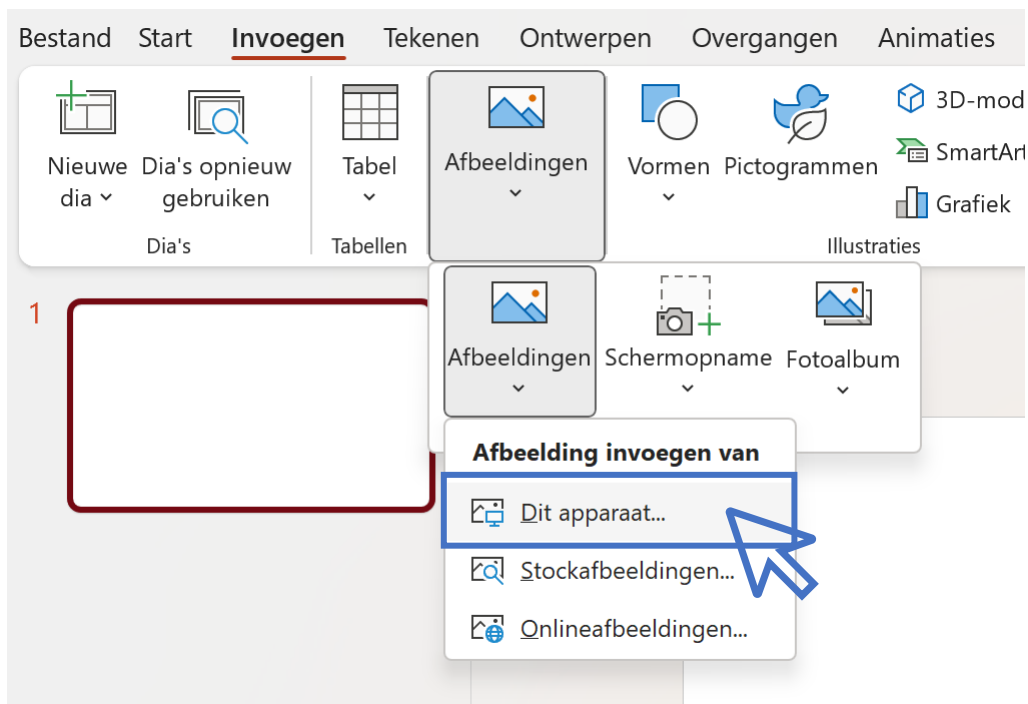 Bestand Start Invoegen Tekenen Ontwerpen Overgangen Animaties
Nieuwe dia
Dia's opnieuw gebruiken
Dia's
Tabel
Tabellen
Afbeeldingen
Vormen
Pictogrammen
3D-mod
SmartArt
Grafiek
Illustraties
1
Afbeeldingen
Schermopname
Fotoalbum
Afbeelding invoegen van
Dit apparaat...
Stockafbeeldingen...
Onlineafbeeldingen...